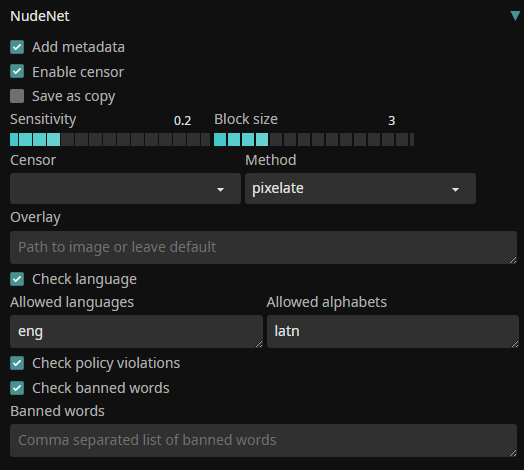 NudeNet
Add metadata
Enable censor
Save as copy
Sensitivity 0.2 Block size 3
Censor Method
pixelate
Overlay
Path to image or leave default
Check language
Allowed languages Allowed alphabets
eng latn
Check policy violations
Check banned words
Banned words
Comma separated list of banned words